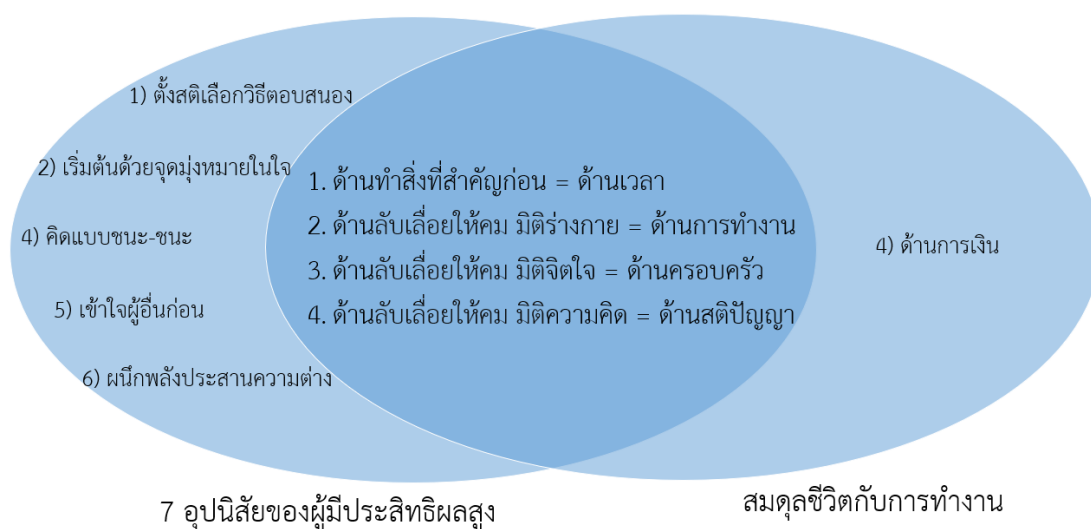 1) ตั้งสติเลือกวิธีตอบสนอง
2) เริ่มต้นด้วยจุดมุ่งหมายในใจ
4) คิดแบบชนะ-ชนะ
5) เข้าใจผู้อื่นก่อน
6) ผนึกพลังประสานความต่าง
1. ด้านทำสิ่งที่สำคัญก่อน = ด้านเวลา
2. ด้านลับเลื่อยให้คม มิติร่างกาย = ด้านการทำงาน
3. ด้านลับเลื่อยให้คม มิติจิตใจ = ด้านครอบครัว
4. ด้านลับเลื่อยให้คม มิติความคิด = ด้านสติปัญญา
4) ด้านการเงิน
7 อุปนิสัยของผู้มีประสิทธิผลสูง
สมดุลชีวิตกับการทำงาน